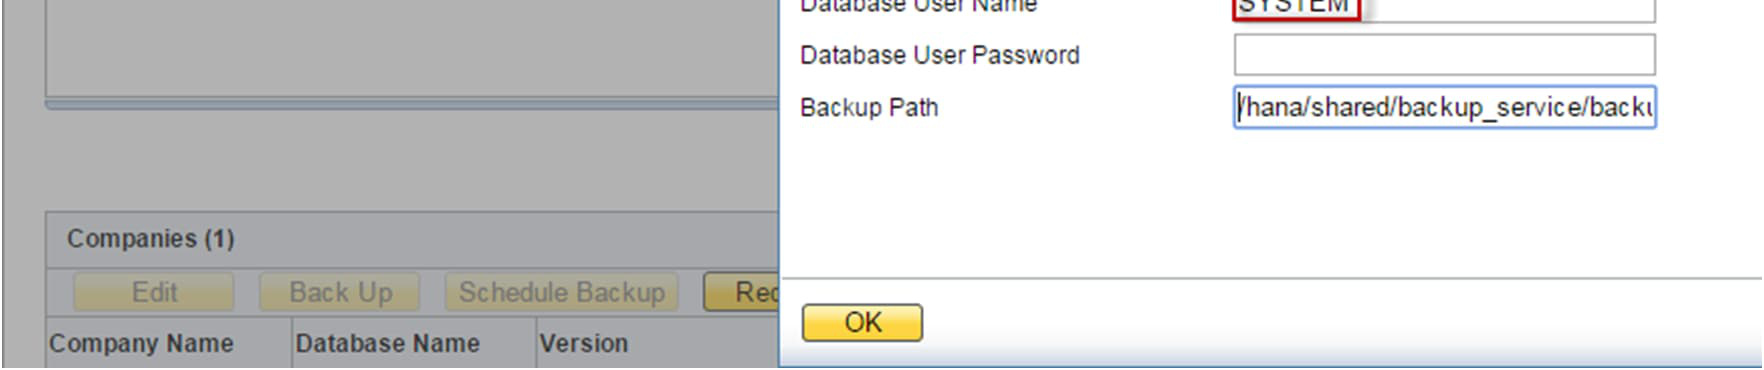 Database User Name SYSTEM
Database User Password
Backup Path /hana/shared/backup_service/backu
Companies (1)
Edit Back Up Schedule Backup Rec
OK
Company Name Database Name Version